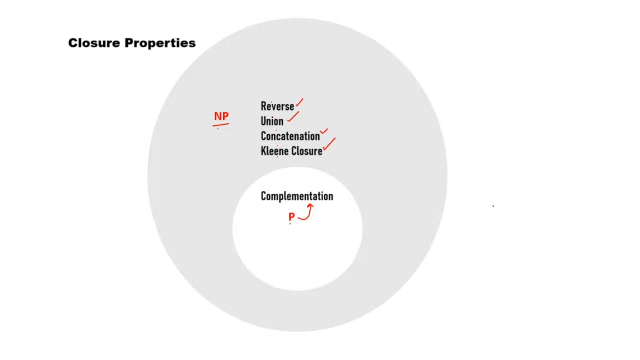 Closure Properties
NP
Reverse
Union
Concatenation
Kleene Closure
Complementation
P